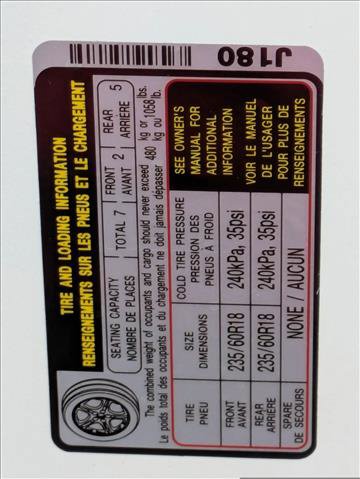 TIRE AND LOADING INFORMATION
RENSEIGNEMENTS SUR LES PNEUS ET LE CHARGEMENT
SEATING CAPACITY
NOMBRE DE PLACES
TOTAL 7
FRONT 2
AVANT
REAR 5
ARRIÈRE
The combined weight of occupants and cargo should never exceed
Le poids total des occupants et du chargement ne doit jamais dépasser
480 kg or 1058 lbs.
kg ou lb.
TIRE
PNEU
SIZE
DIMENSIONS
COLD TIRE PRESSURE
PRESSION DES
PNEUS À FROID
SEE OWNER'S
MANUAL FOR
ADDITIONAL
INFORMATION
VOIR LE MANUEL
DE L'USAGER
POUR PLUS DE
RENSEIGNEMENTS
FRONT
AVANT
235/60R18
240kPa, 35psi
REAR
ARRIÈRE
235/60R18
240kPa, 35psi
SPARE
DE SECOURS
NONE / AUCUN
J180